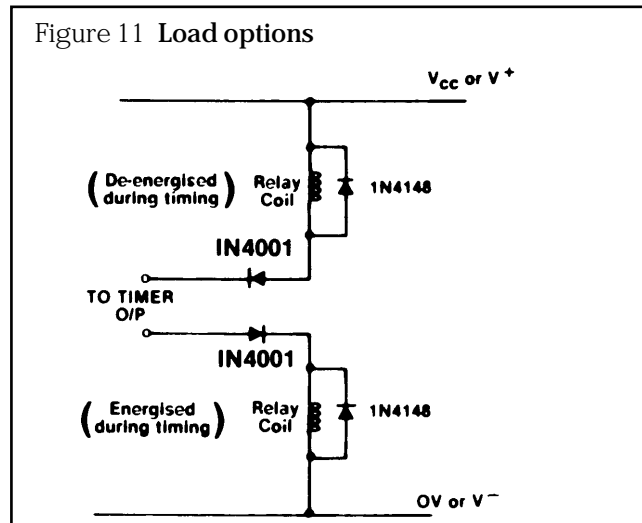 Figure 11 Load options
Vcc or V+
(De-energised during timing)
Relay Coil
1N4148
IN4001
TO TIMER O/P
IN4001
(Energised during timing)
Relay Coil
1N4148
OV or V−